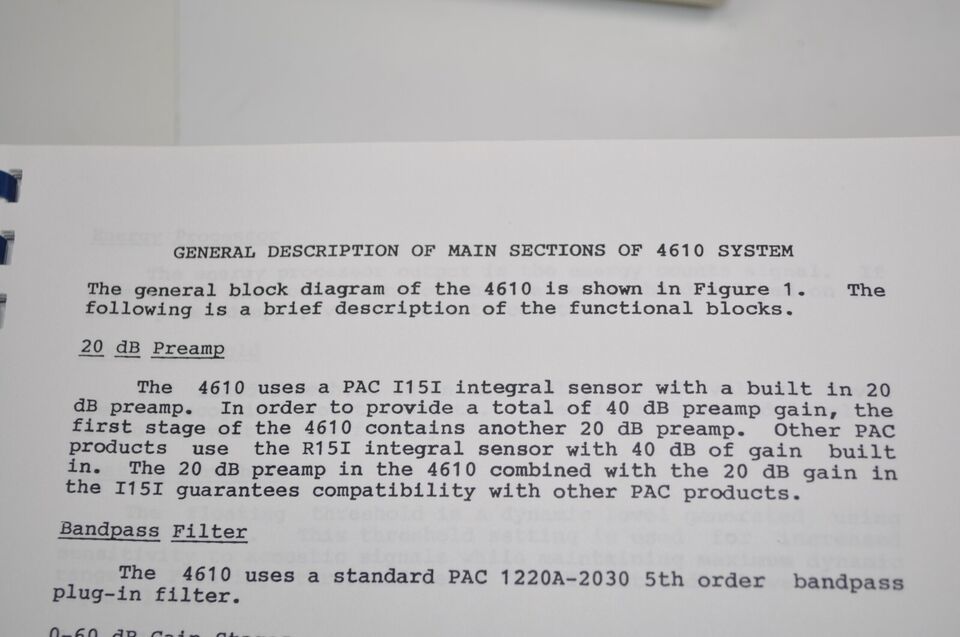 GENERAL DESCRIPTION OF MAIN SECTIONS OF 4610 SYSTEM
The general block diagram of the 4610 is shown in Figure 1. The
following is a brief description of the functional blocks.
20 dB Preamp
The 4610 uses a PAC I15I integral sensor with a built in 20
dB preamp. In order to provide a total of 40 dB preamp gain, the
first stage of the 4610 contains another 20 dB preamp. Other PAC
products use the R15I integral sensor with 40 dB of gain built
in. The 20 dB preamp in the 4610 combined with the 20 dB gain in
the I15I guarantees compatibility with other PAC products.
Bandpass Filter
The 4610 uses a standard PAC 1220A-2030 5th order bandpass
plug-in filter.
0-60 dB Gain Stages